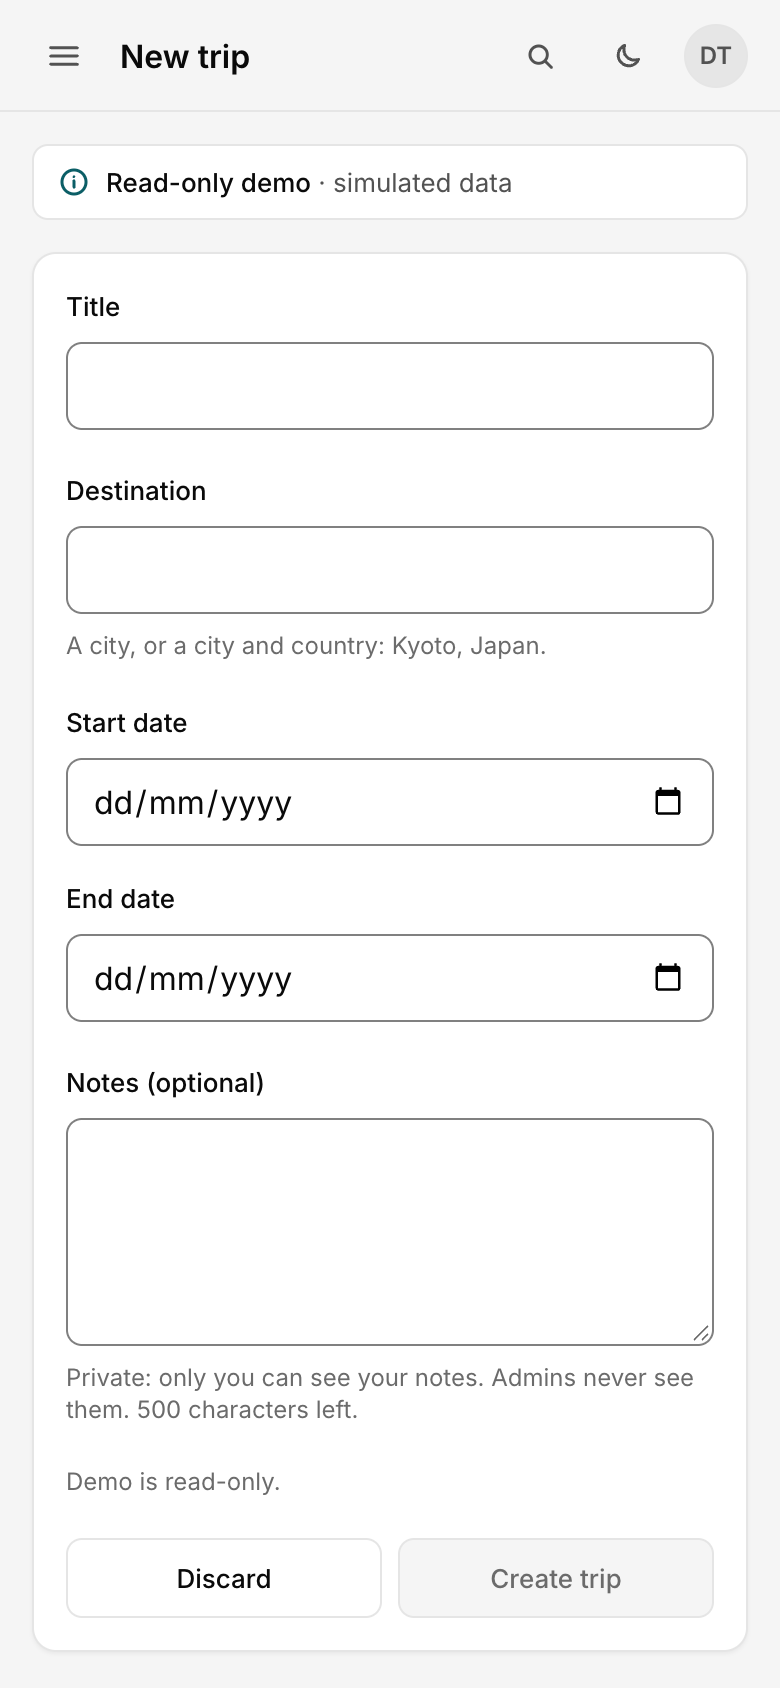 New trip
DT
Read-only demo · simulated data
Title
Destination
A city, or a city and country: Kyoto, Japan.
Start date
dd/mm/yyyy
End date
dd/mm/yyyy
Notes (optional)
Private: only you can see your notes. Admins never see
them. 500 characters left.
Demo is read-only.
Discard
Create trip